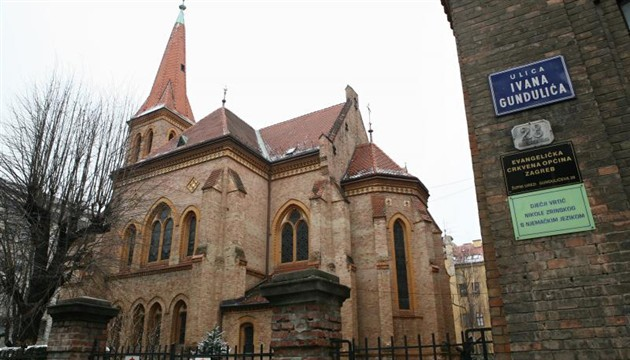 ULICA
IVANA
GUNDULIĆA
28
EVANGELIČKA
CRKVENA OPĆINA
ZAGREB
DJEČJI VRTIĆ
NIKOLE ZRINSKOG
S NJEMAČKIM JEZIKOM